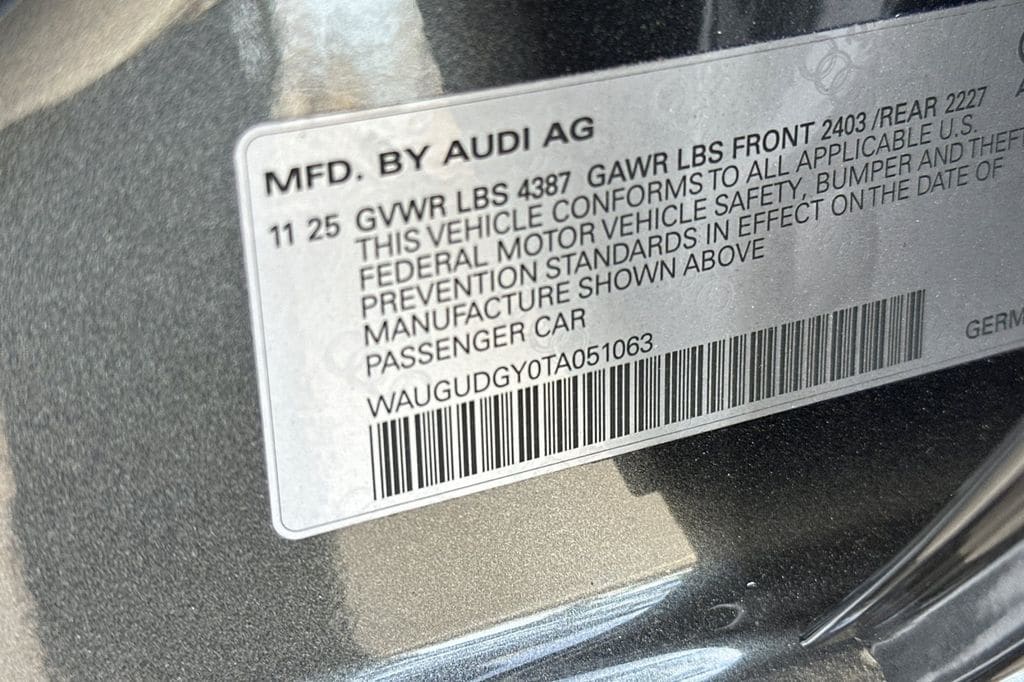 MFD. BY AUDI AG
11 25 GVWR LBS 4387 GAWR LBS FRONT 2403 /REAR 2227
THIS VEHICLE CONFORMS TO ALL APPLICABLE U.S.
FEDERAL MOTOR VEHICLE SAFETY, BUMPER AND THEFT
PREVENTION STANDARDS IN EFFECT ON THE DATE OF
MANUFACTURE SHOWN ABOVE
PASSENGER CAR
WAUGUDGY0TA051063
GERM